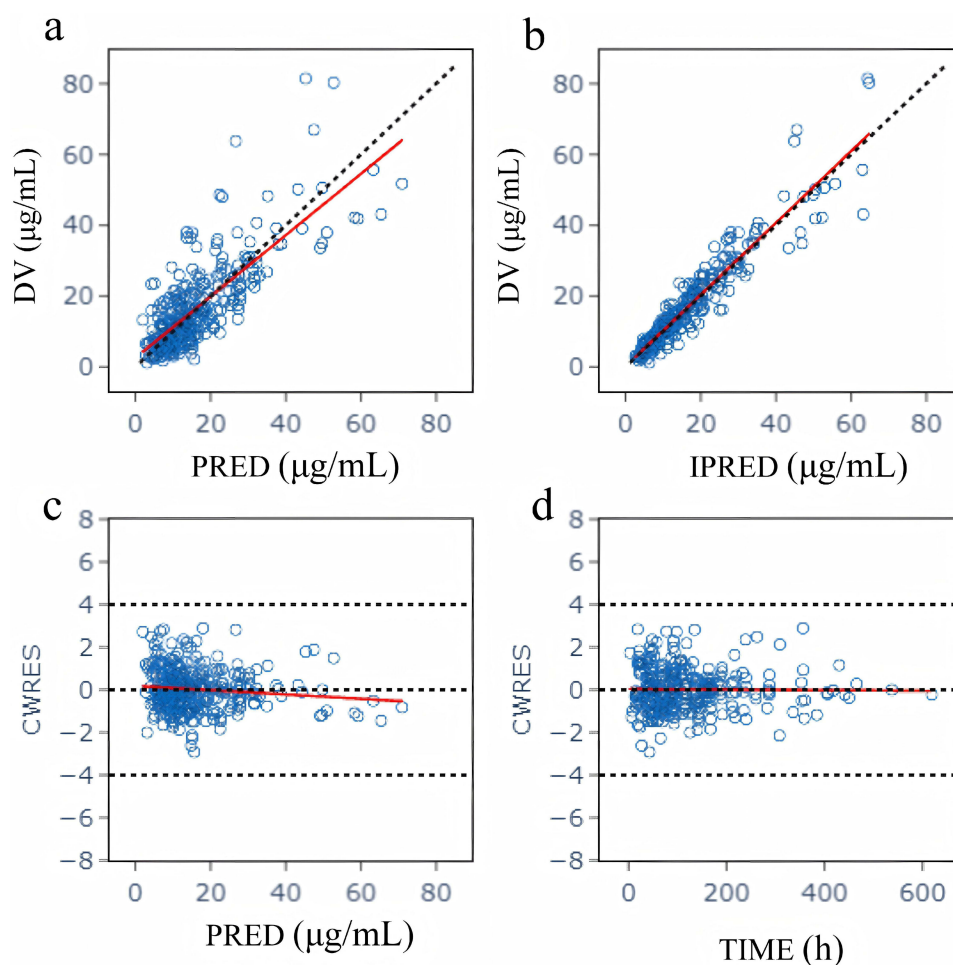 a
DV (μg/mL)
80
60
40
20
0
0 20 40 60 80
PRED (μg/mL)
b
DV (μg/mL)
80
60
40
20
0
0 20 40 60 80
IPRED (μg/mL)
c
CWRES
8
6
4
2
0
−2
−4
−6
−8
0 20 40 60 80
PRED (μg/mL)
d
CWRES
8
6
4
2
0
−2
−4
−6
−8
0 200 400 600
TIME (h)